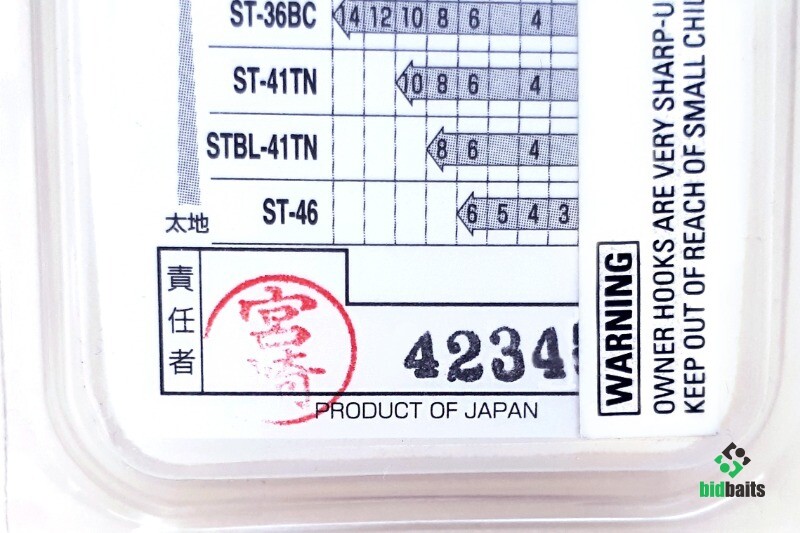 ST-36BC 14 12 10 8 6 4
ST-41TN 10 8 6 4
STBL-41TN 8 6 4
ST-46 6 5 4 3
太地
責任者
宮崎
4234
PRODUCT OF JAPAN
WARNING
OWNER HOOKS ARE VERY SHARP-U
KEEP OUT OF REACH OF SMALL CHIL
bidbaits